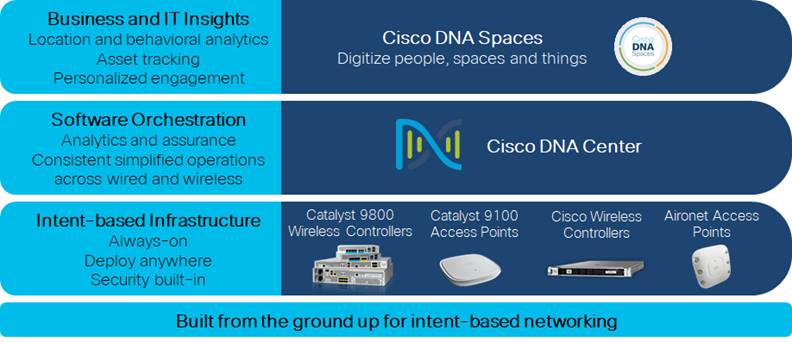 Business and IT Insights
Location and behavioral analytics
Asset tracking
Personalized engagement
Cisco DNA Spaces
Digitize people, spaces and things
Cisco
DNA
Spaces
Software Orchestration
Analytics and assurance
Consistent simplified operations
across wired and wireless
Cisco DNA Center
Intent-based Infrastructure
Always-on
Deploy anywhere
Security built-in
Catalyst 9800
Wireless Controllers
Catalyst 9100
Access Points
Cisco Wireless
Controllers
Aironet Access
Points
Built from the ground up for intent-based networking